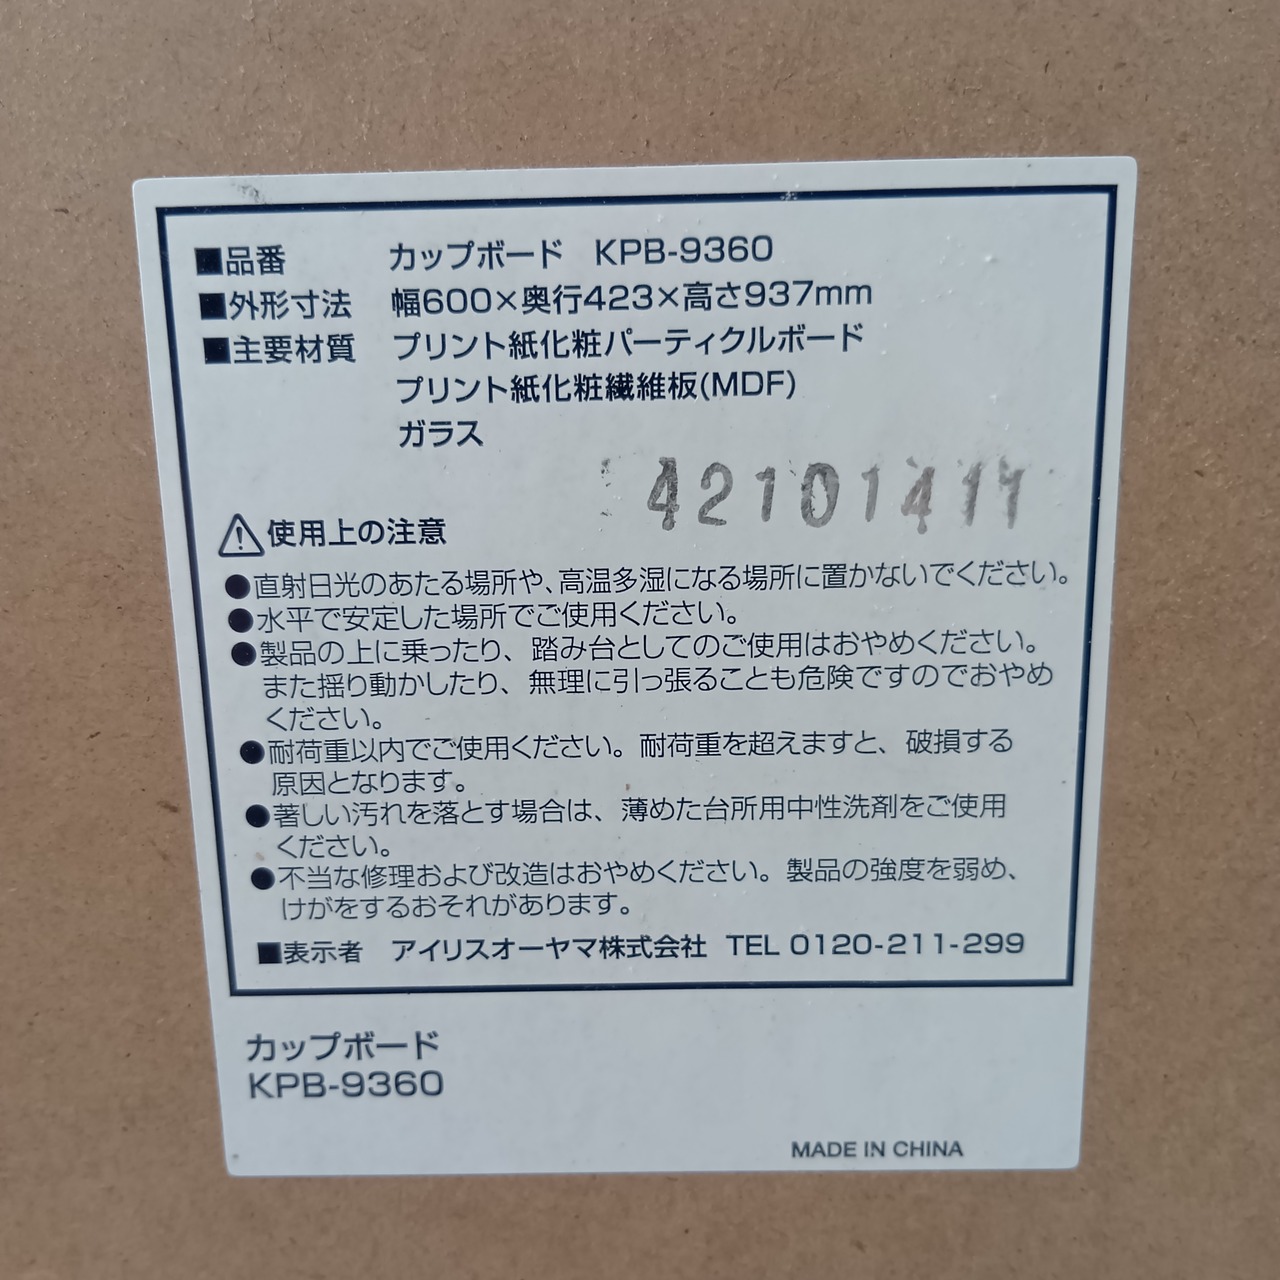 ■品番 カップボード KPB-9360
■外形寸法 幅600×奥行423×高さ937mm
■主要材質 プリント紙化粧パーティクルボード
プリント紙化粧繊維板(MDF)
ガラス
42101411
⚠使用上の注意
●直射日光のあたる場所や、高温多湿になる場所に置かないでください。
●水平で安定した場所でご使用ください。
●製品の上に乗ったり、踏み台としてのご使用はおやめください。
また揺り動かしたり、無理に引っ張ることも危険ですのでおやめ
ください。
●耐荷重以内でご使用ください。耐荷重を超えますと、破損する
原因となります。
●著しい汚れを落とす場合は、薄めた台所用中性洗剤をご使用
ください。
●不当な修理および改造はおやめください。製品の強度を弱め、
けがをするおそれがあります。
■表示者 アイリスオーヤマ株式会社 TEL 0120-211-299
カップボード
KPB-9360
MADE IN CHINA